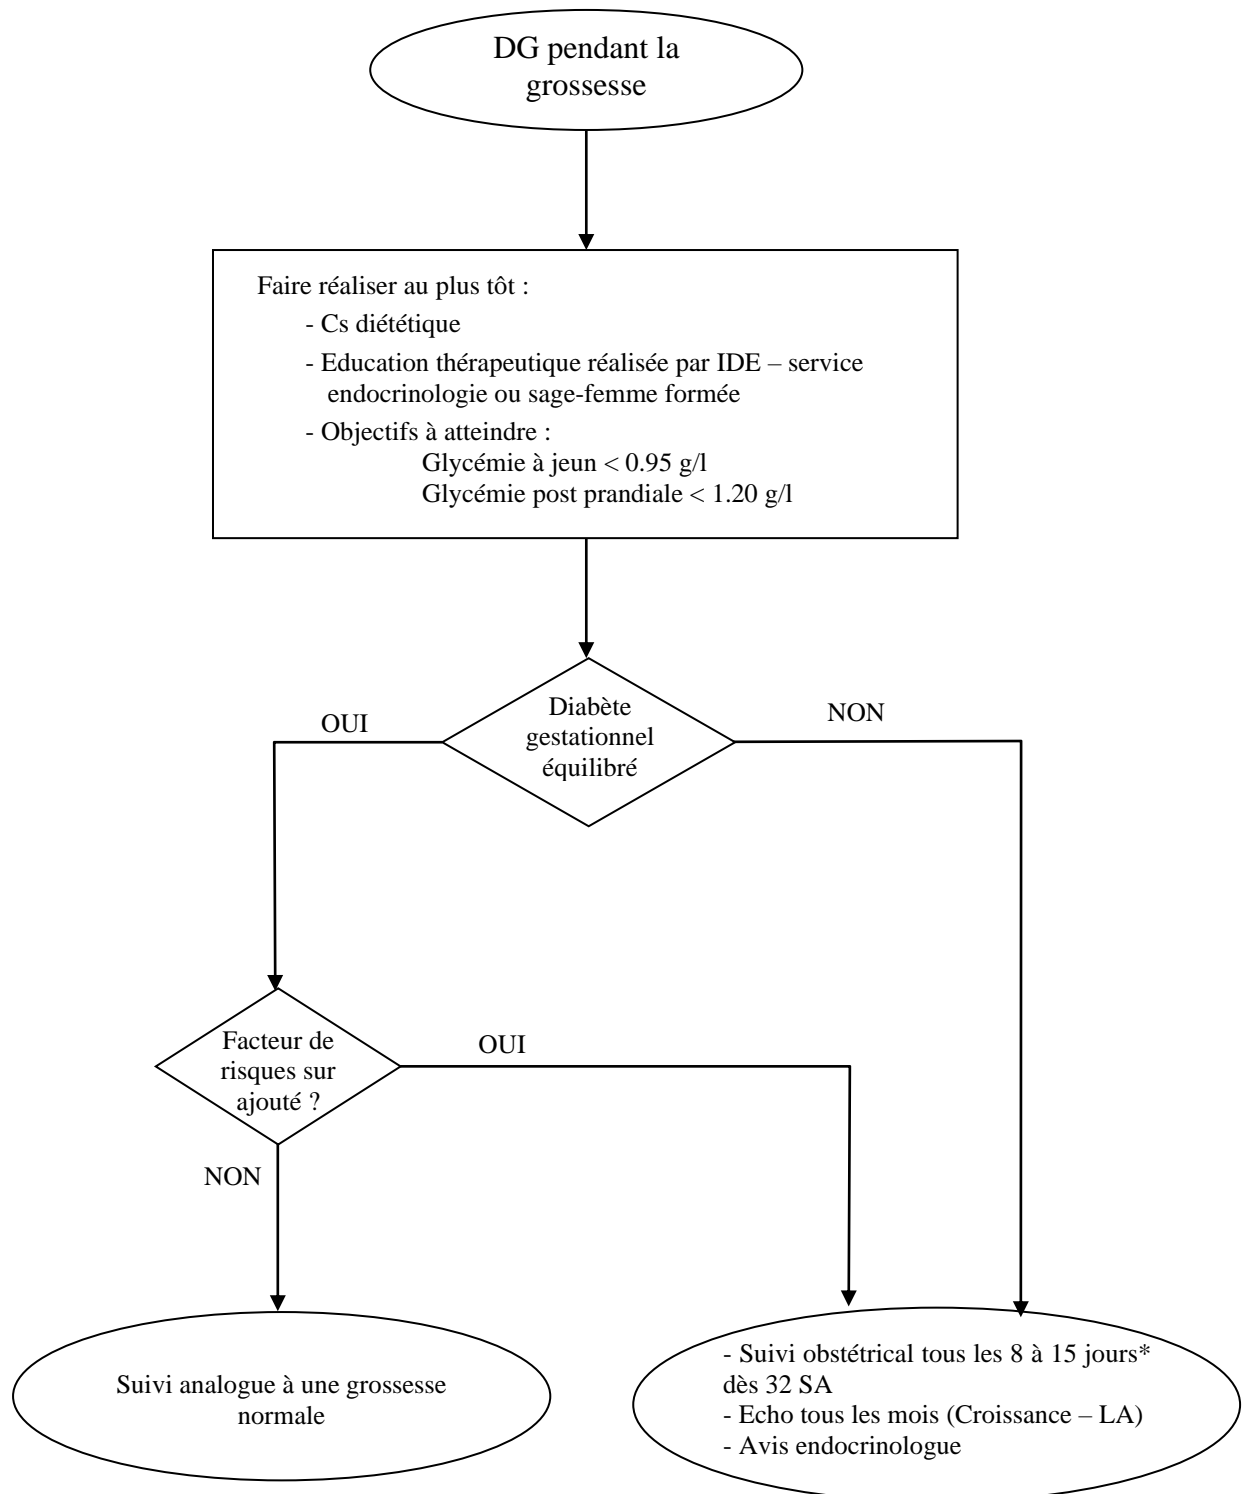 DG pendant la
grossesse
Faire réaliser au plus tôt :
- Cs diététique
- Education thérapeutique réalisée par IDE – service
endocrinologie ou sage-femme formée
- Objectifs à atteindre :
Glycémie à jeun < 0.95 g/l
Glycémie post prandiale < 1.20 g/l
OUI
Diabète
gestationnel
équilibré
NON
Facteur de
risques sur
ajouté ?
OUI
NON
Suivi analogue à une grossesse
normale
- Suivi obstétrical tous les 8 à 15 jours*
dès 32 SA
- Echo tous les mois (Croissance – LA)
- Avis endocrinologue